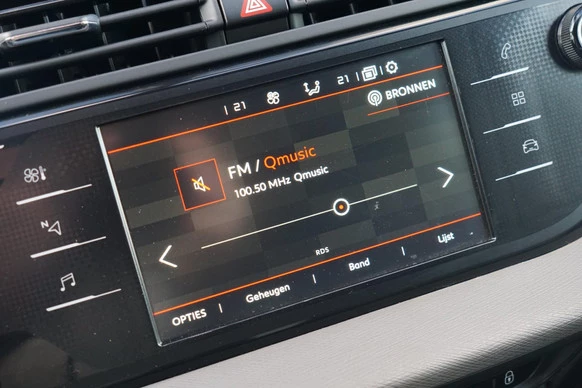 21 21
BRONNEN
FM / Qmusic
100.50 MHz Qmusic
RDS
OPTIES Geheugen Band Lijst
N